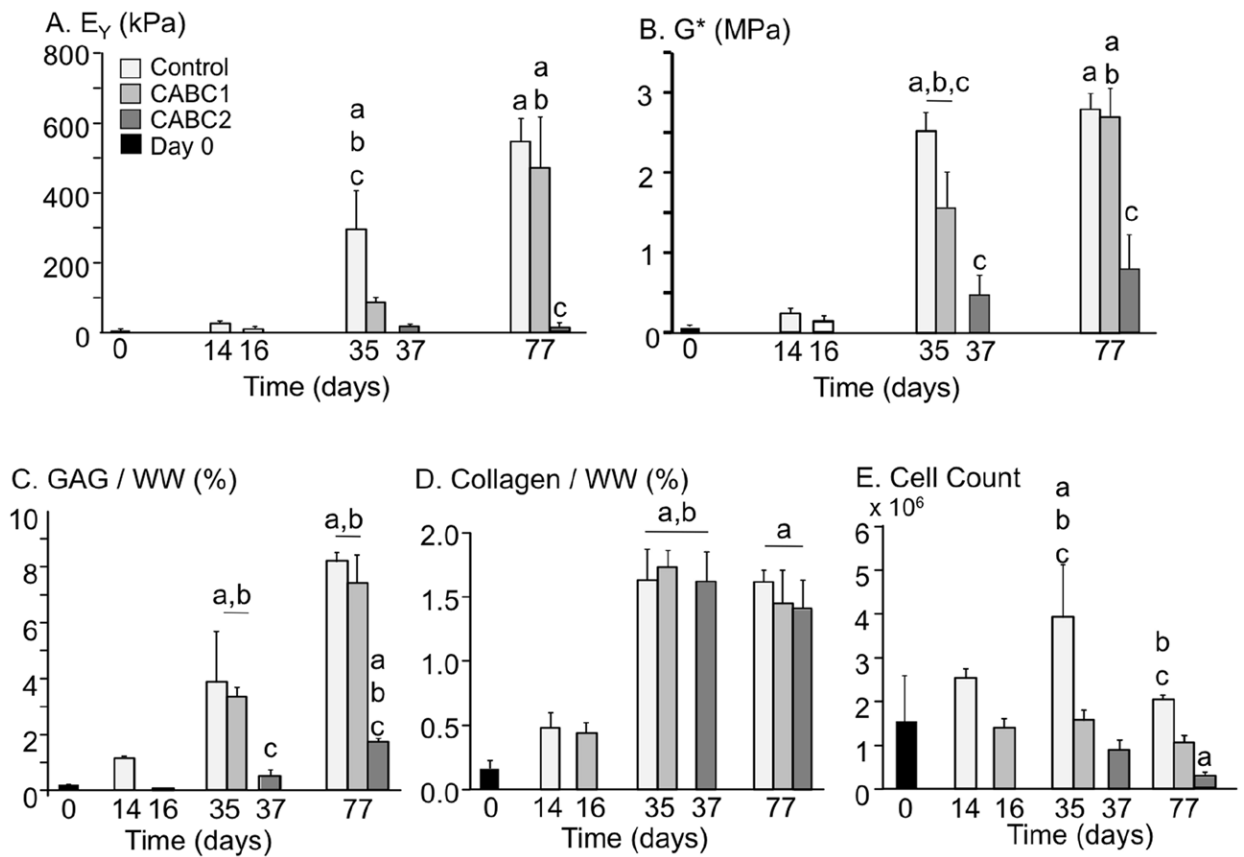 A. E_Y (kPa)
800
600
400
200
0
Control
CABC1
CABC2
Day 0
a
b
c
a
a
b
c
0
14
16
35
37
77
Time (days)
B. G* (MPa)
3
2
1
0
a,b,c
c
a
a
b
c
0
14
16
35
37
77
Time (days)
C. GAG / WW (%)
10
8
6
4
2
0
a,b
c
a,b
a
b
c
0
14
16
35
37
77
Time (days)
D. Collagen / WW (%)
2.0
1.5
1.0
0.5
0.0
a,b
a
0
14
16
35
37
77
Time (days)
E. Cell Count
x 10⁶
6
5
4
3
2
1
0
a
b
c
b
c
a
0
14
16
35
37
77
Time (days)